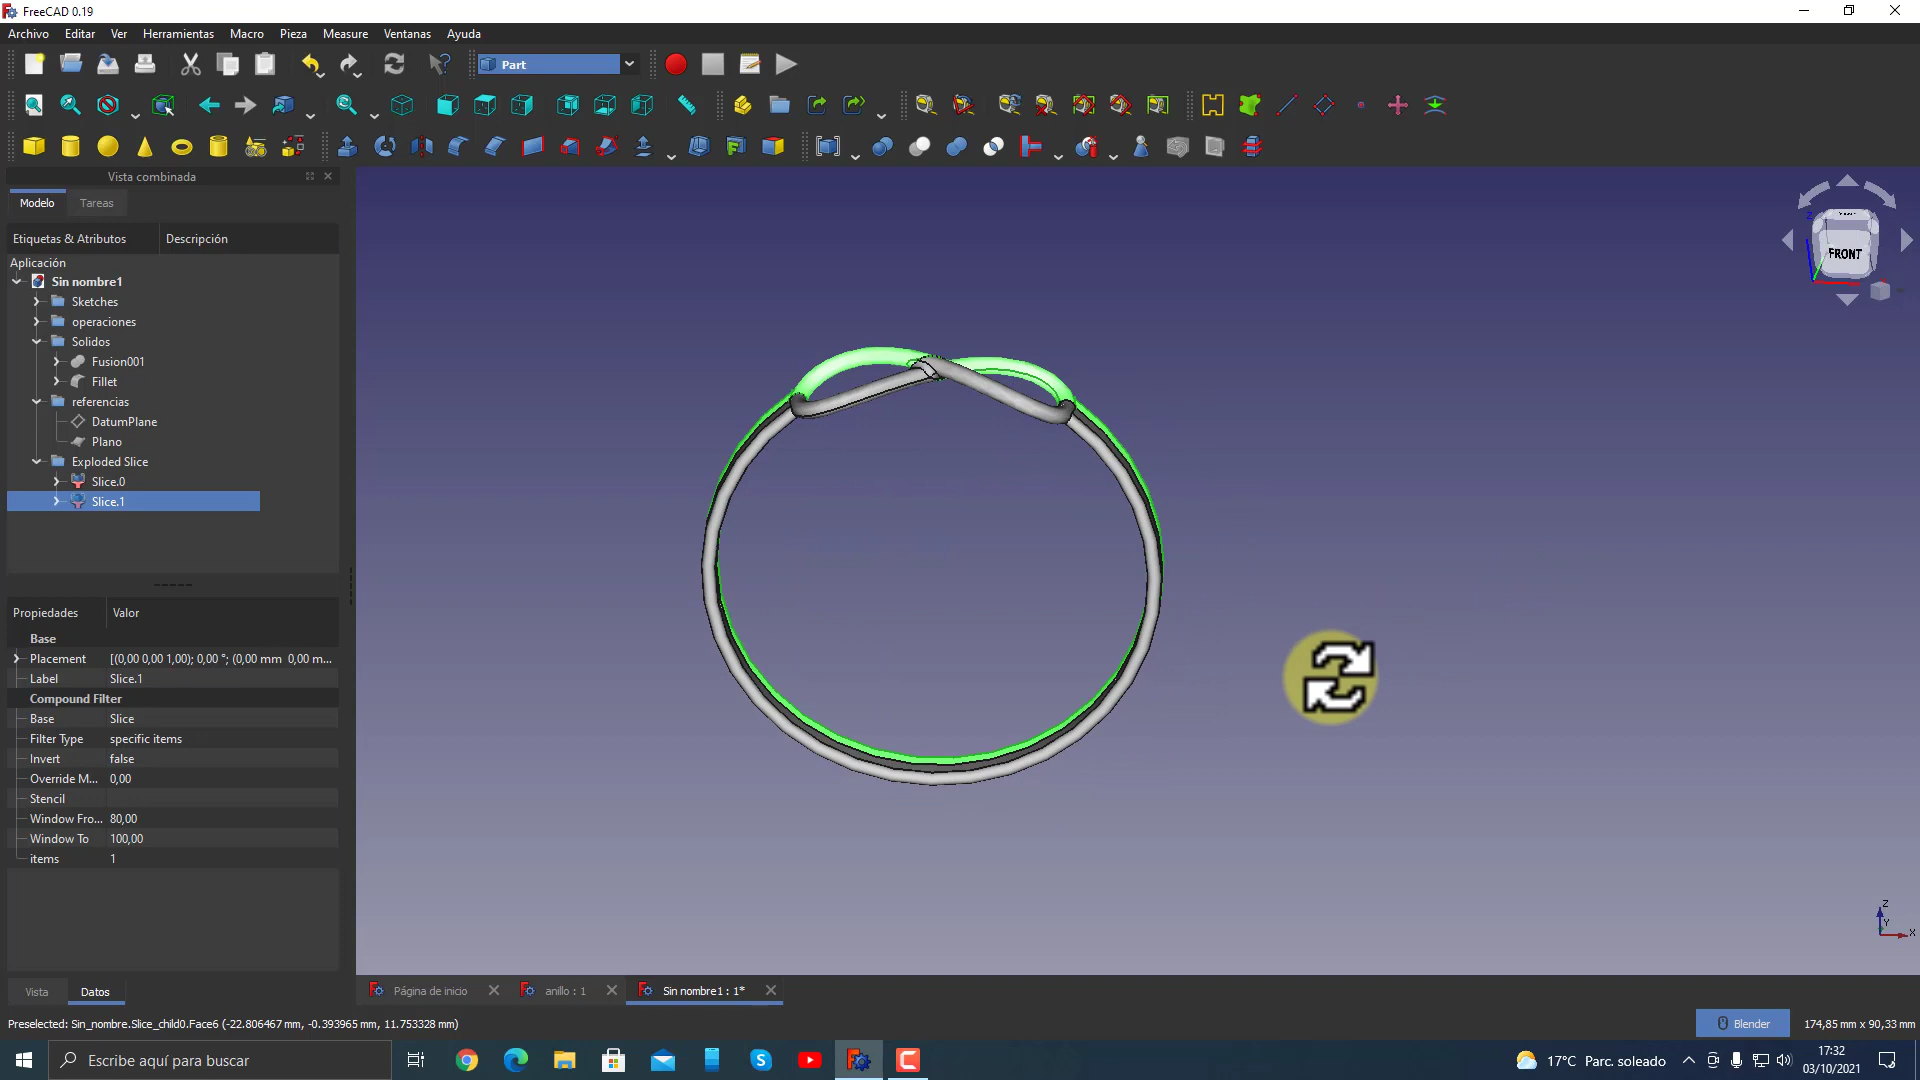 FreeCAD 0.19
Archivo Editar Ver Herramientas Macro Pieza Measure Ventanas Ayuda
Part
Vista combinada
Modelo Tareas
Etiquetas & Atributos Descripción
Aplicación
Sin nombre1
Sketches
operaciones
Solidos
Fusion001
Fillet
referencias
DatumPlane
Plano
Exploded Slice
Slice.0
Slice.1
FRONT
Z
Propiedades Valor
Base
Placement [(0,00 0,00 1,00); 0,00 °; (0,00 mm 0,00 m...
Label Slice.1
Compound Filter
Base Slice
Filter Type specific items
Invert false
Override M... 0,00
Stencil
Window Fro... 80,00
Window To 100,00
items 1
Z
Y
X
Vista Datos
Página de inicio anillo : 1 Sin nombre1 : 1*
Preselected: Sin_nombre.Slice_child0.Face6 (-22.806467 mm, -0.393965 mm, 11.753328 mm)
Blender 174,85 mm x 90,33 mm
Escribe aquí para buscar
17°C Parc. soleado
17:32
03/10/2021